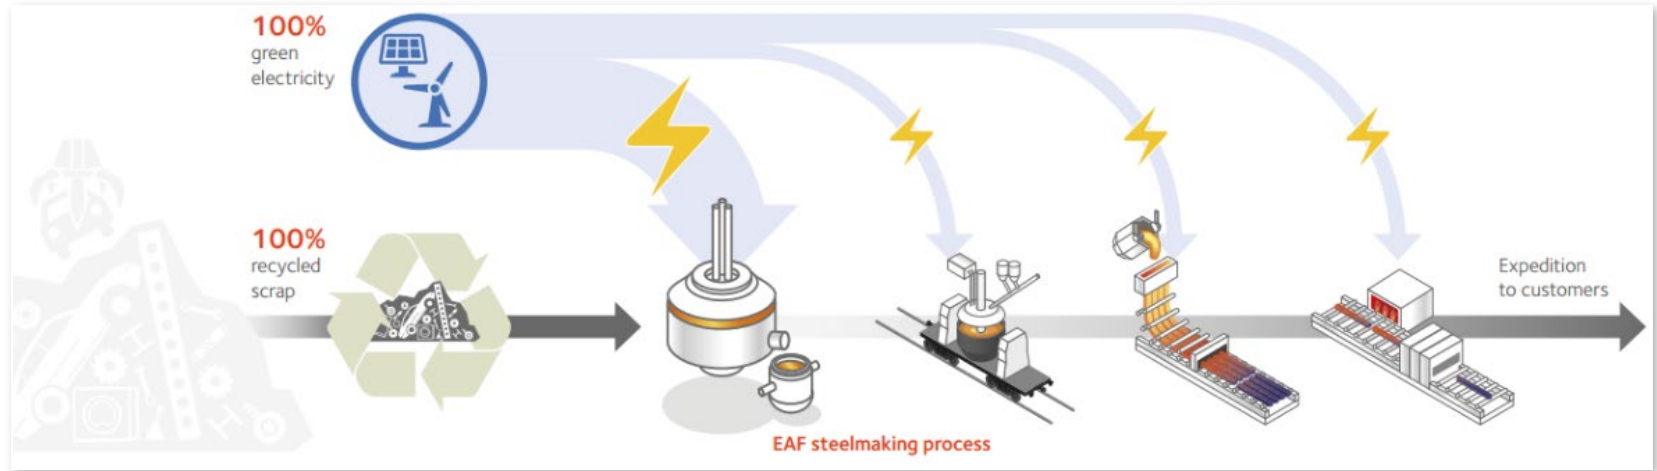 100%
green
electricity
100%
recycled
scrap
Expedition
to customers
EAF steelmaking process